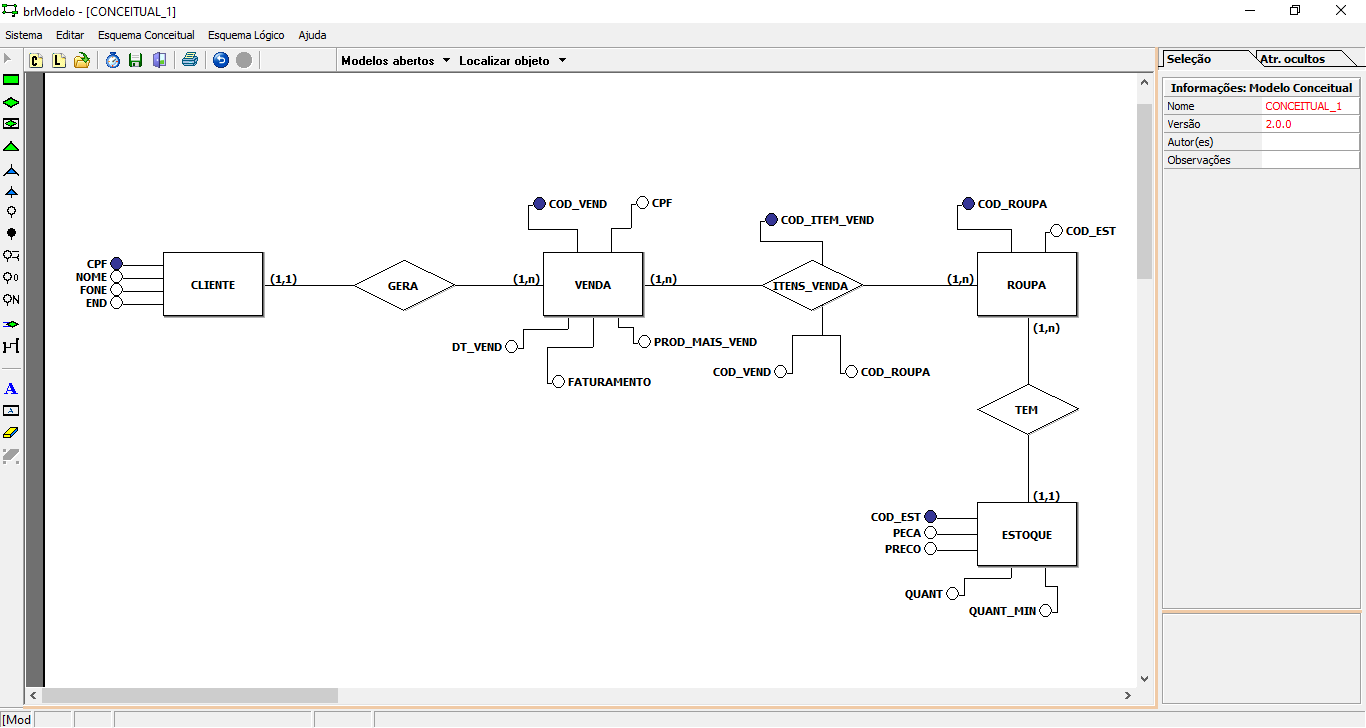 brModelo - [CONCEITUAL_1]
Sistema Editar Esquema Conceitual Esquema Lógico Ajuda
C L Modelos abertos Localizar objeto
Seleção Atr. ocultos
Informações: Modelo Conceitual
Nome CONCEITUAL_1
Versão 2.0.0
Autor(es)
Observações
COD_VEND CPF
COD_ITEM_VEND
COD_ROUPA
COD_EST
CPF
NOME
FONE
END
CLIENTE (1,1) GERA (1,n) VENDA (1,n) ITENS_VENDA (1,n) ROUPA
(1,n)
DT_VEND PROD_MAIS_VEND
FATURAMENTO
COD_VEND COD_ROUPA
TEM
(1,1)
COD_EST
PECA
PRECO
ESTOQUE
QUANT
QUANT_MIN
0
N
A
A
[Mod